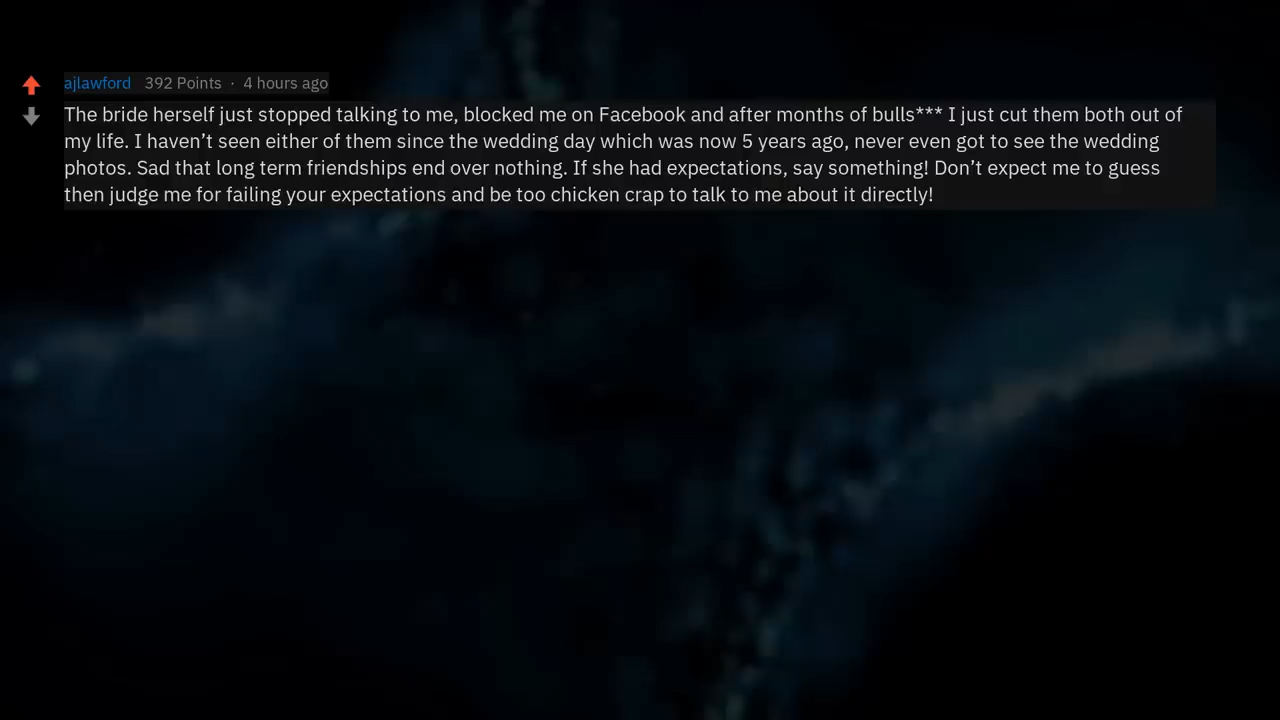 ajlawford 392 Points · 4 hours ago
The bride herself just stopped talking to me, blocked me on Facebook and after months of bulls*** I just cut them both out of
my life. I haven’t seen either of them since the wedding day which was now 5 years ago, never even got to see the wedding
photos. Sad that long term friendships end over nothing. If she had expectations, say something! Don’t expect me to guess
then judge me for failing your expectations and be too chicken crap to talk to me about it directly!